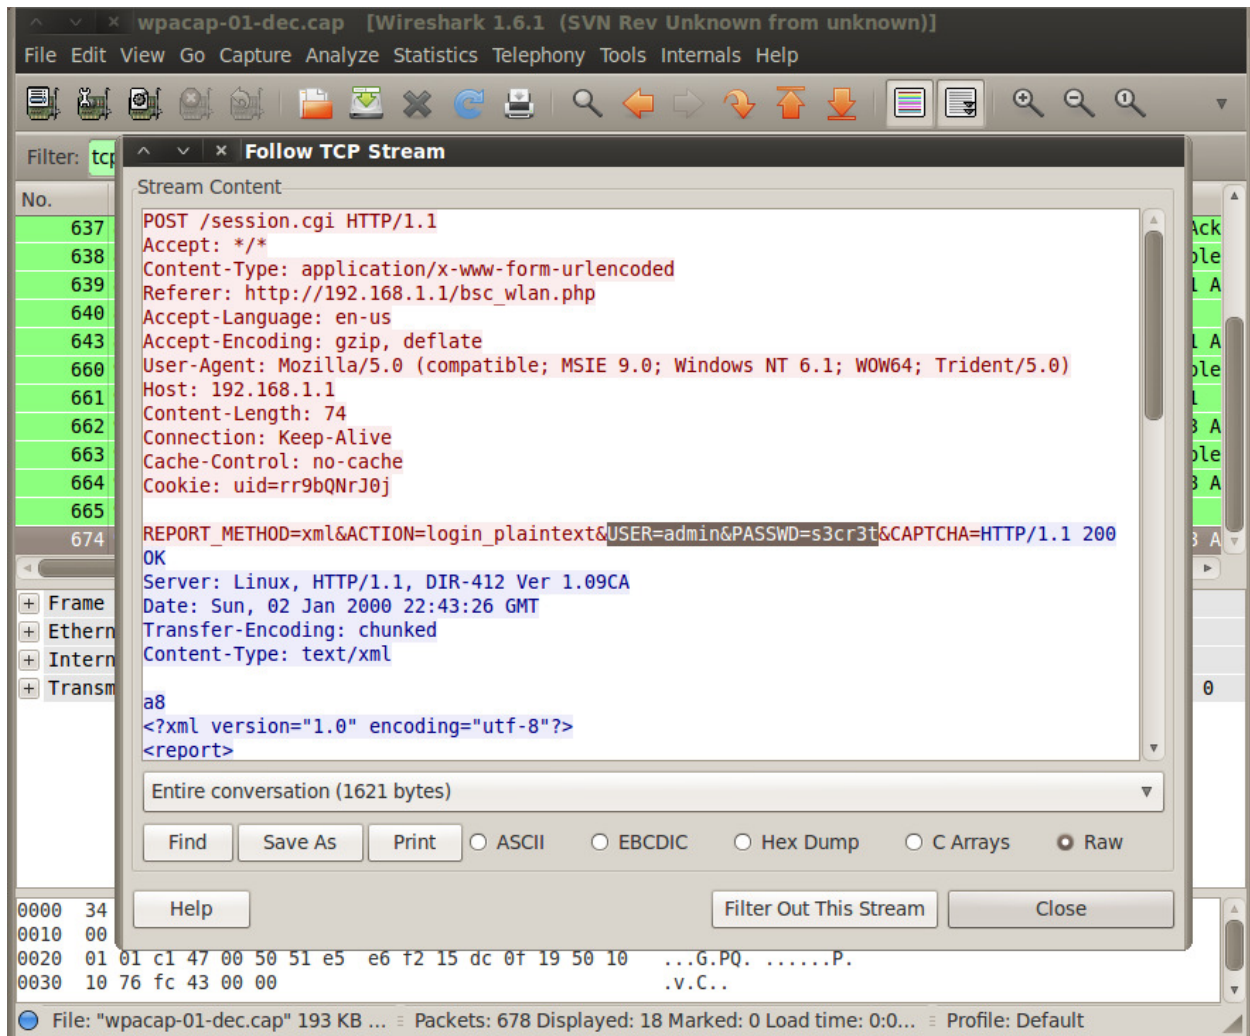 wpacap-01-dec.cap [Wireshark 1.6.1 (SVN Rev Unknown from unknown)]
File Edit View Go Capture Analyze Statistics Telephony Tools Internals Help
Filter: tcp
Follow TCP Stream
No.
637
638
639
640
643
660
661
662
663
664
665
674
Ack
ple
1 A
1 A
ple
1
3 A
ple
3 A
3 A
Stream Content
POST /session.cgi HTTP/1.1
Accept: */*
Content-Type: application/x-www-form-urlencoded
Referer: http://192.168.1.1/bsc_wlan.php
Accept-Language: en-us
Accept-Encoding: gzip, deflate
User-Agent: Mozilla/5.0 (compatible; MSIE 9.0; Windows NT 6.1; WOW64; Trident/5.0)
Host: 192.168.1.1
Content-Length: 74
Connection: Keep-Alive
Cache-Control: no-cache
Cookie: uid=rr9bQNrJ0j
REPORT_METHOD=xml&ACTION=login_plaintext&USER=admin&PASSWD=s3cr3t&CAPTCHA=HTTP/1.1 200
OK
Server: Linux, HTTP/1.1, DIR-412 Ver 1.09CA
Date: Sun, 02 Jan 2000 22:43:26 GMT
Transfer-Encoding: chunked
Content-Type: text/xml
a8
<?xml version="1.0" encoding="utf-8"?>
<report>
Entire conversation (1621 bytes)
Find Save As Print ASCII EBCDIC Hex Dump C Arrays Raw
Help Filter Out This Stream Close
Frame
Ethern
Intern
Transm
0
0000 34
0010 00
0020 01 01 c1 47 00 50 51 e5 e6 f2 15 dc 0f 19 50 10 ...G.PQ. ......P.
0030 10 76 fc 43 00 00 .v.C..
File: "wpacap-01-dec.cap" 193 KB ... Packets: 678 Displayed: 18 Marked: 0 Load time: 0:0... Profile: Default